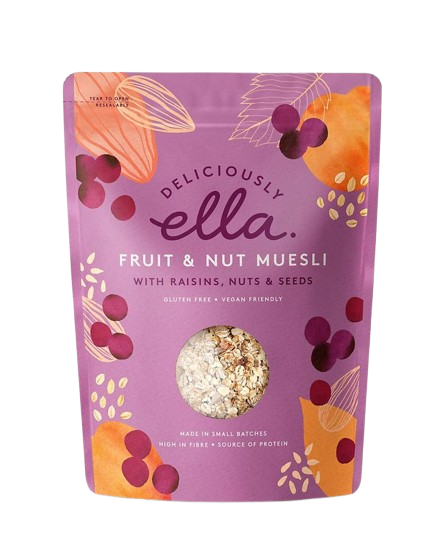 TEAR TO OPEN
RESEALABLE
DELICIOUSLY
ella.
FRUIT & NUT MUESLI
WITH RAISINS, NUTS & SEEDS
GLUTEN FREE • VEGAN FRIENDLY
MADE IN SMALL BATCHES
HIGH IN FIBRE • SOURCE OF PROTEIN